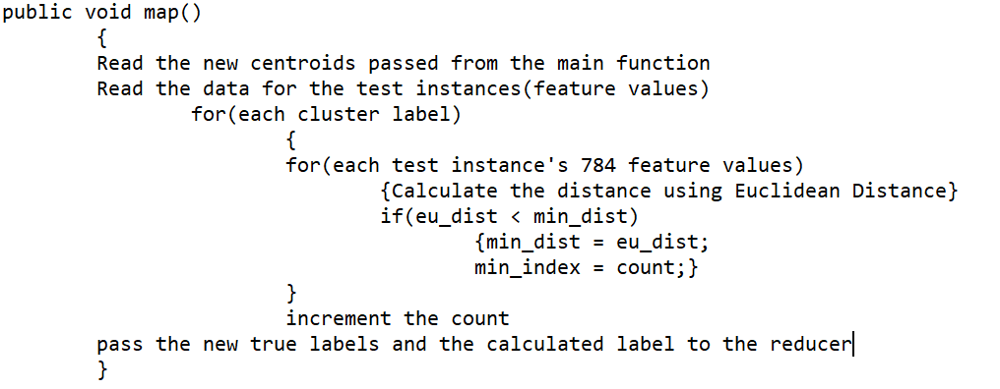 public void map()
{
Read the new centroids passed from the main function
Read the data for the test instances(feature values)
for(each cluster label)
{
for(each test instance's 784 feature values)
{Calculate the distance using Euclidean Distance}
if(eu_dist < min_dist)
{min_dist = eu_dist;
min_index = count;}
}
increment the count
pass the new true labels and the calculated label to the reducer
}